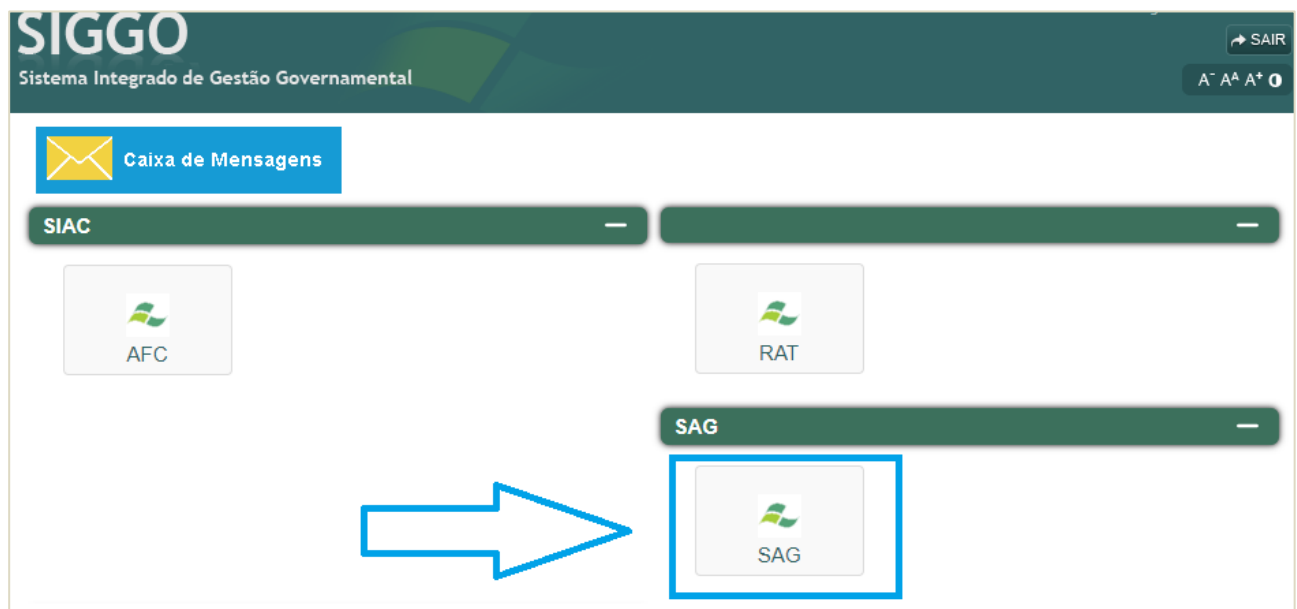 SIGGO
SAIR
Sistema Integrado de Gestão Governamental
A- AA A+
Caixa de Mensagens
SIAC
AFC
RAT
SAG
SAG